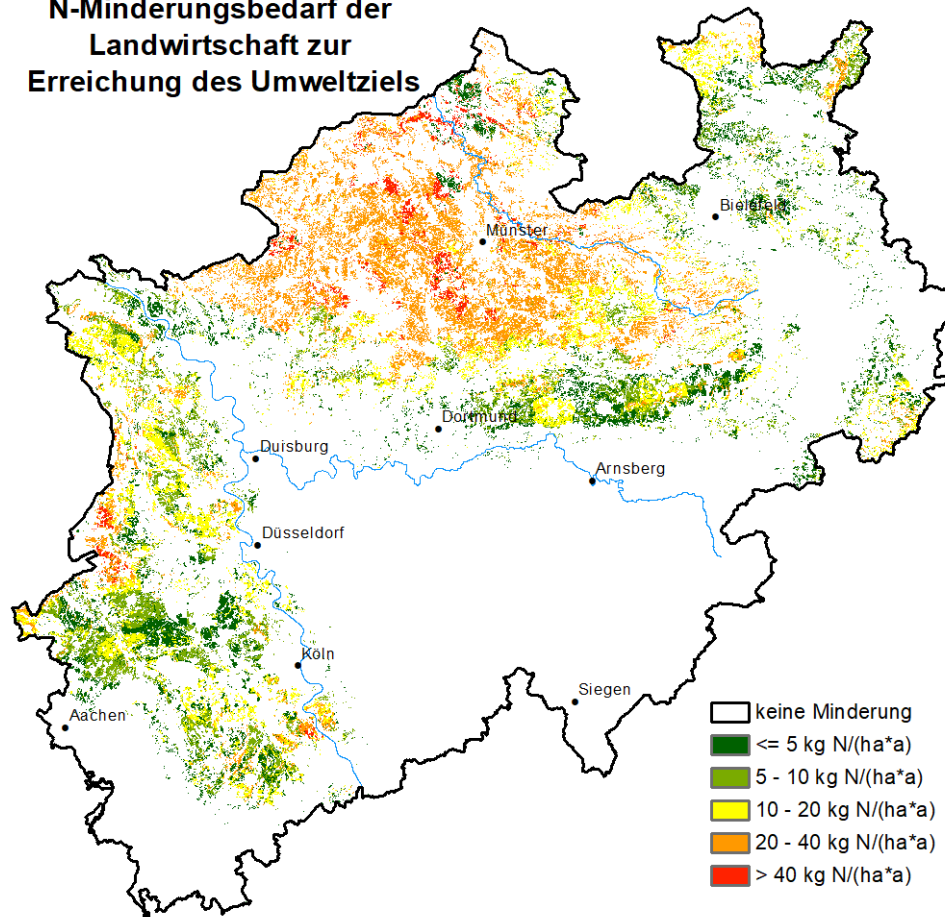 N-Minderungsbedarf der
Landwirtschaft zur
Erreichung des Umweltziels
Bielefeld
Münster
Dortmund
Duisburg
Arnsberg
Düsseldorf
Köln
Siegen
Aachen
keine Minderung
<= 5 kg N/(ha*a)
5 - 10 kg N/(ha*a)
10 - 20 kg N/(ha*a)
20 - 40 kg N/(ha*a)
> 40 kg N/(ha*a)